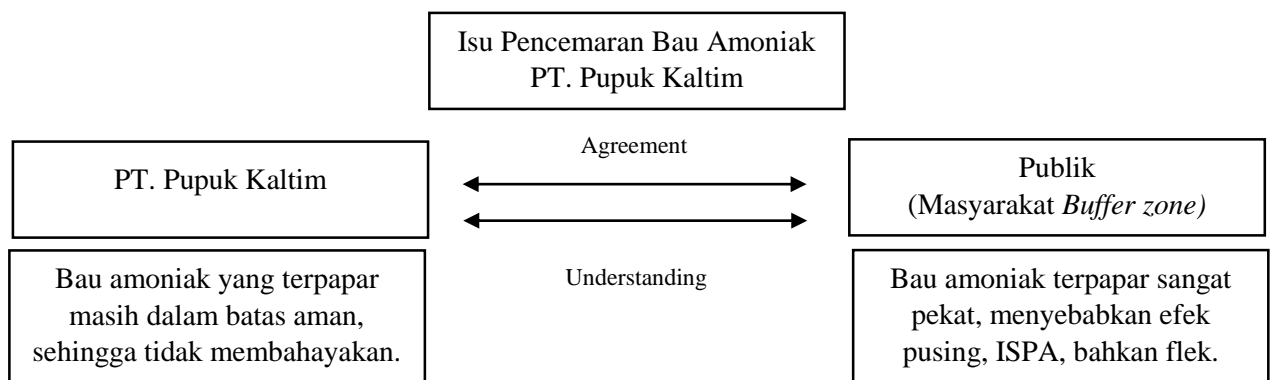 Isu Pencemaran Bau Amoniak
PT. Pupuk Kaltim
Agreement
PT. Pupuk Kaltim
Publik
(Masyarakat Buffer zone)
Understanding
Bau amoniak yang terpapar
masih dalam batas aman,
sehingga tidak membahayakan.
Bau amoniak terpapar sangat
pekat, menyebabkan efek
pusing, ISPA, bahkan flek.